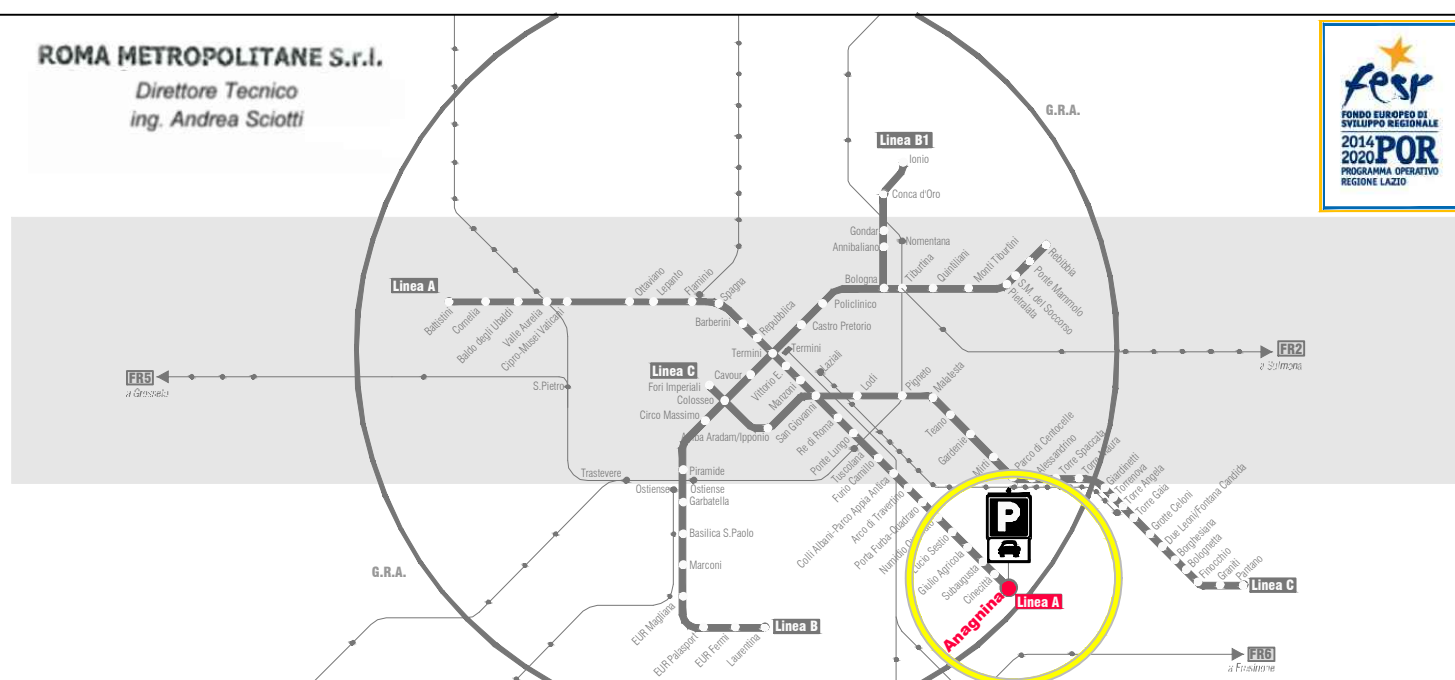 ROMA METROPOLITANE S.r.l.
Direttore Tecnico
ing. Andrea Sciotti
fesr
FONDO EUROPEO DI
SVILUPPO REGIONALE
2014
2020 POR
PROGRAMMA OPERATIVO
REGIONE LAZIO
G.R.A.
Linea B1
Ionio
Conca d'Oro
Gondar
Nomentana
Annibaliano
Bologna
Tiburtina
Quintiliani
Monti Tiburtini
Rebibbia
Ponte Mammolo
S.M. del Soccorso
Pietralata
Policlinico
Castro Pretorio
Linea A
Battistini
Cornelia
Baldo degli Ubaldi
Valle Aurelia
Cipro-Musei Vaticani
Ottaviano
Lepanto
Flaminio
Spagna
Barberini
Repubblica
Termini
Termini
FR2
a Sulmona
FR5
a Grosseto
S.Pietro
Linea C
Fori Imperiali
Cavour
Colosseo
Circo Massimo
Vittorio E.
Manzoni
Laziali
Lodi
Pigneto
Malatesta
Aradam/Ipponio
San Giovanni
Re di Roma
Ponte Lungo
Tuscolana
Furio Camillo
Colli Albani-Parco Appia Antica
Arco di Travertino
Porta Furba-Quadraro
Numidio
Lucio Sestio
Giulio Agricola
Subaugusta
Cinecittà
Anagnina
Linea A
P
Teano
Gardenie
Mirti
Parco di Centocelle
Alessandrino
Torre Spaccata
Torre Maura
Giardinetti
Torrenova
Torre Angela
Torre Gaia
Grotte Celoni
Due Leoni/Fontana Candida
Borghesiana
Bolognetta
Finocchio
Graniti
Pantano
Linea C
Trastevere
Ostiense
Piramide
Ostiense
Garbatella
Basilica S.Paolo
Marconi
EUR Magliana
EUR Palasport
EUR Fermi
Laurentina
Linea B
G.R.A.
FR6
a Frosinone